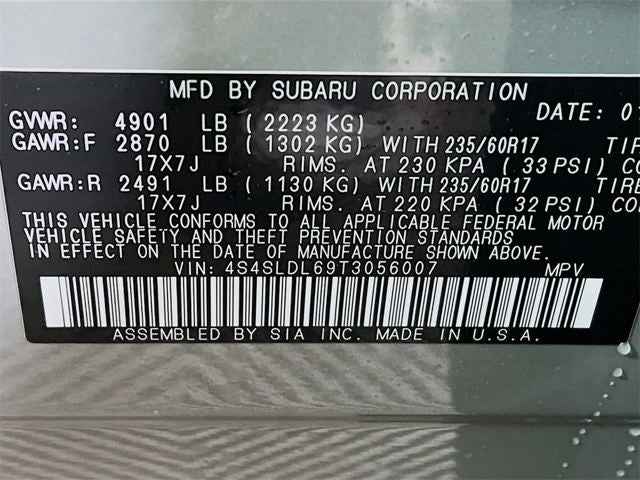 MFD BY SUBARU CORPORATION
DATE: 0
GVWR: 4901 LB ( 2223 KG)
GAWR:F 2870 LB ( 1302 KG) WITH 235/60R17
17X7J RIMS. AT 230 KPA ( 33 PSI)
GAWR:R 2491 LB ( 1130 KG) WITH 235/60R17
17X7J RIMS. AT 220 KPA ( 32 PSI)
THIS VEHICLE CONFORMS TO ALL APPLICABLE FEDERAL MOTOR
VEHICLE SAFETY AND THEFT PREVENTION STANDARDS
IN EFFECT ON THE DATE OF MANUFACTURE SHOWN ABOVE.
VIN: 4S4SLDL69T3056007 MPV
ASSEMBLED BY SIA INC. MADE IN U.S.A.